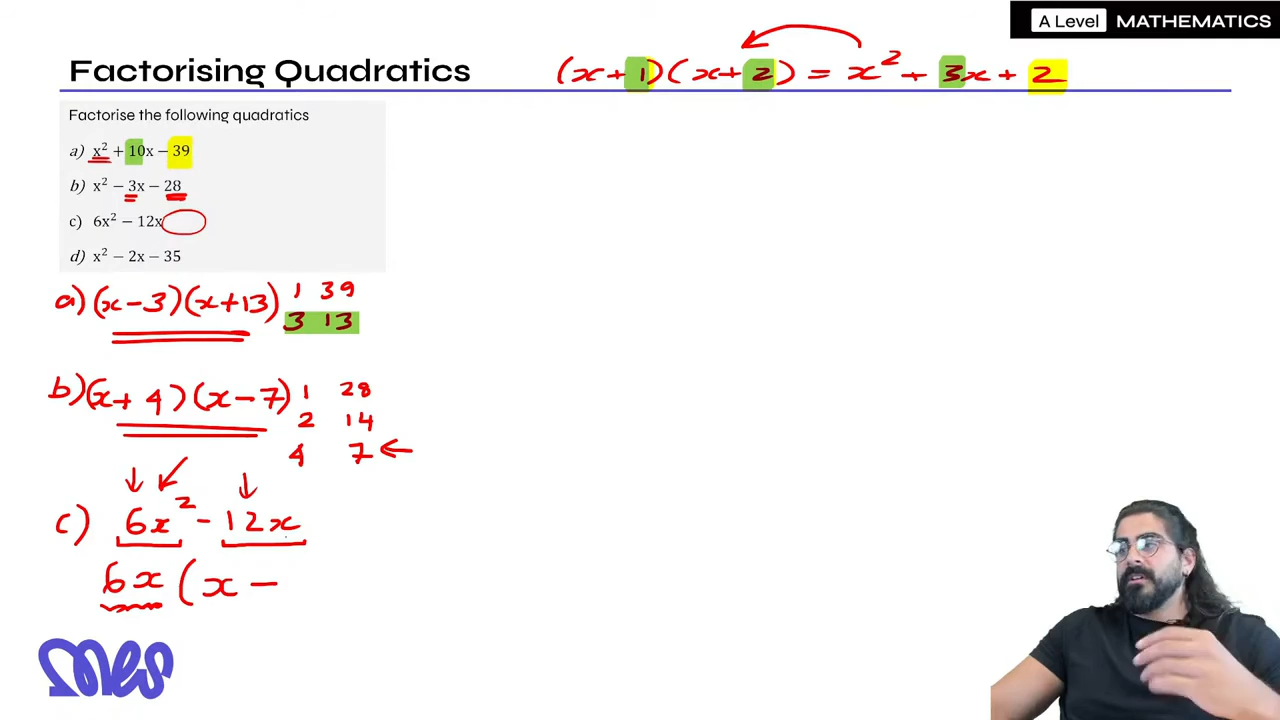 A Level MATHEMATICS
Factorising Quadratics
(x+1)(x+2) = x² + 3x + 2
Factorise the following quadratics
a) x² + 10x − 39
b) x² − 3x − 28
c) 6x² − 12x
d) x² − 2x − 35
a) (x−3)(x+13) 1 39
3 13
b) (x+4)(x−7) 1 28
2 14
4 7 ←
c) 6x² − 12x
6x (x −
mes